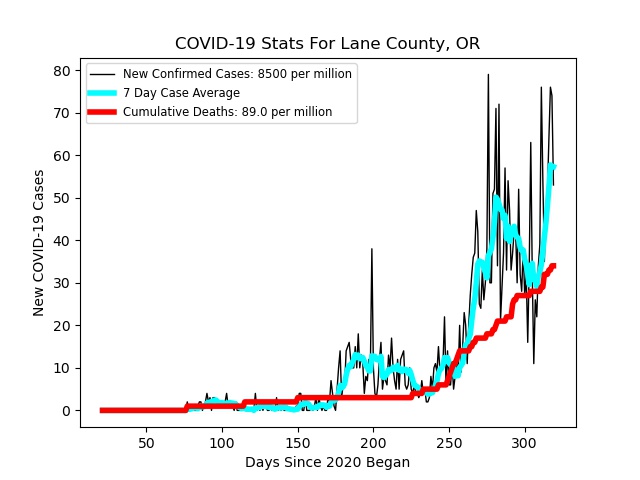 COVID-19 Stats For Lane County, OR
New Confirmed Cases: 8500 per million
7 Day Case Average
Cumulative Deaths: 89.0 per million
New COVID-19 Cases
80
70
60
50
40
30
20
10
0
50 100 150 200 250 300
Days Since 2020 Began